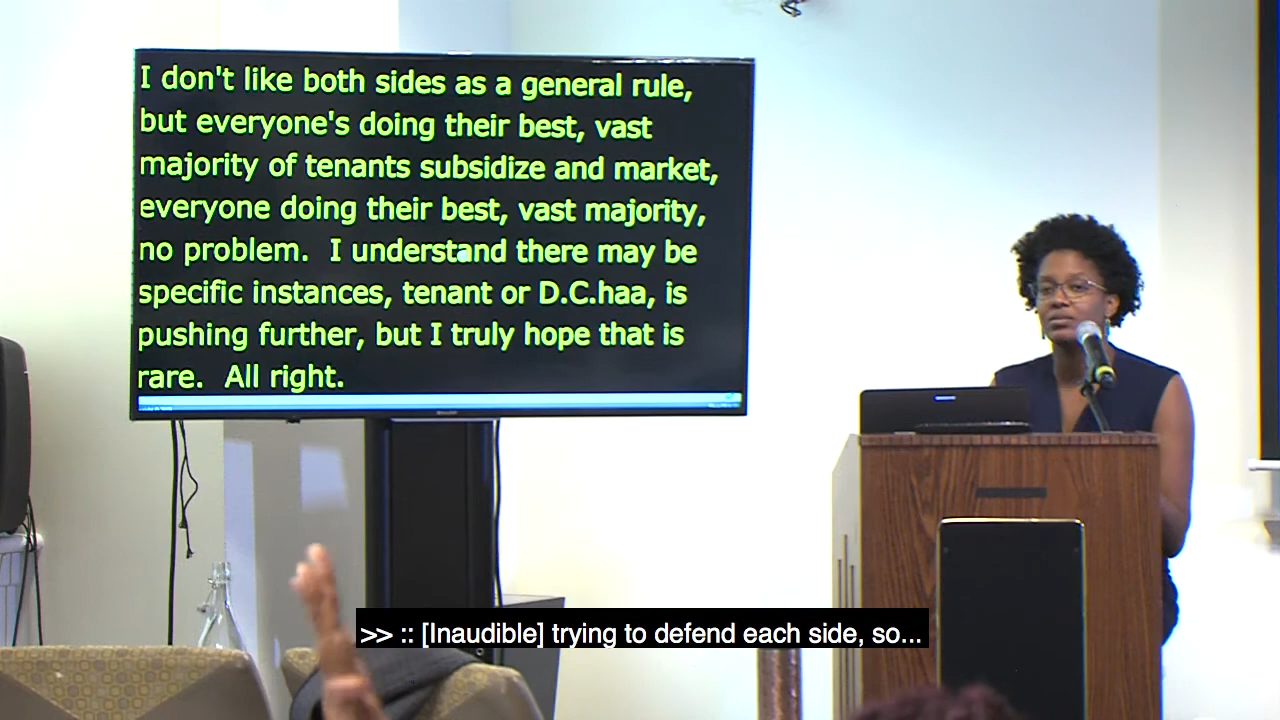 I don't like both sides as a general rule,
but everyone's doing their best, vast
majority of tenants subsidize and market,
everyone doing their best, vast majority,
no problem.  I understand there may be
specific instances, tenant or D.C.haa, is
pushing further, but I truly hope that is
rare.  All right.
>> :: [Inaudible] trying to defend each side, so...